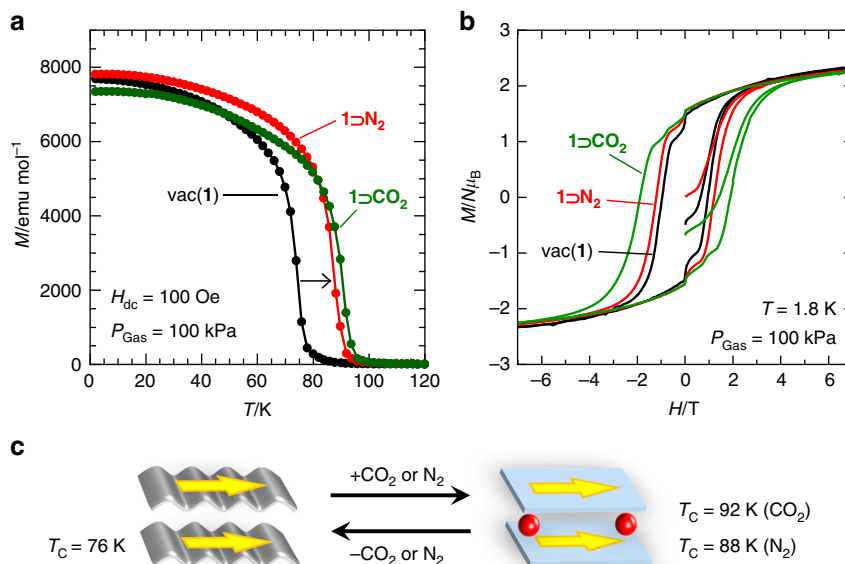 a
8000
6000
4000
2000
0
M/emu mol⁻¹
1⊃N₂
1⊃CO₂
vac(1)
H_dc = 100 Oe
P_Gas = 100 kPa
0 20 40 60 80 100 120
T/K
b
3
2
1
0
−1
−2
−3
M/Nμ_B
1⊃CO₂
1⊃N₂
vac(1)
T = 1.8 K
P_Gas = 100 kPa
−6 −4 −2 0 2 4 6
H/T
c
T_C = 76 K
+CO₂ or N₂
−CO₂ or N₂
T_C = 92 K (CO₂)
T_C = 88 K (N₂)